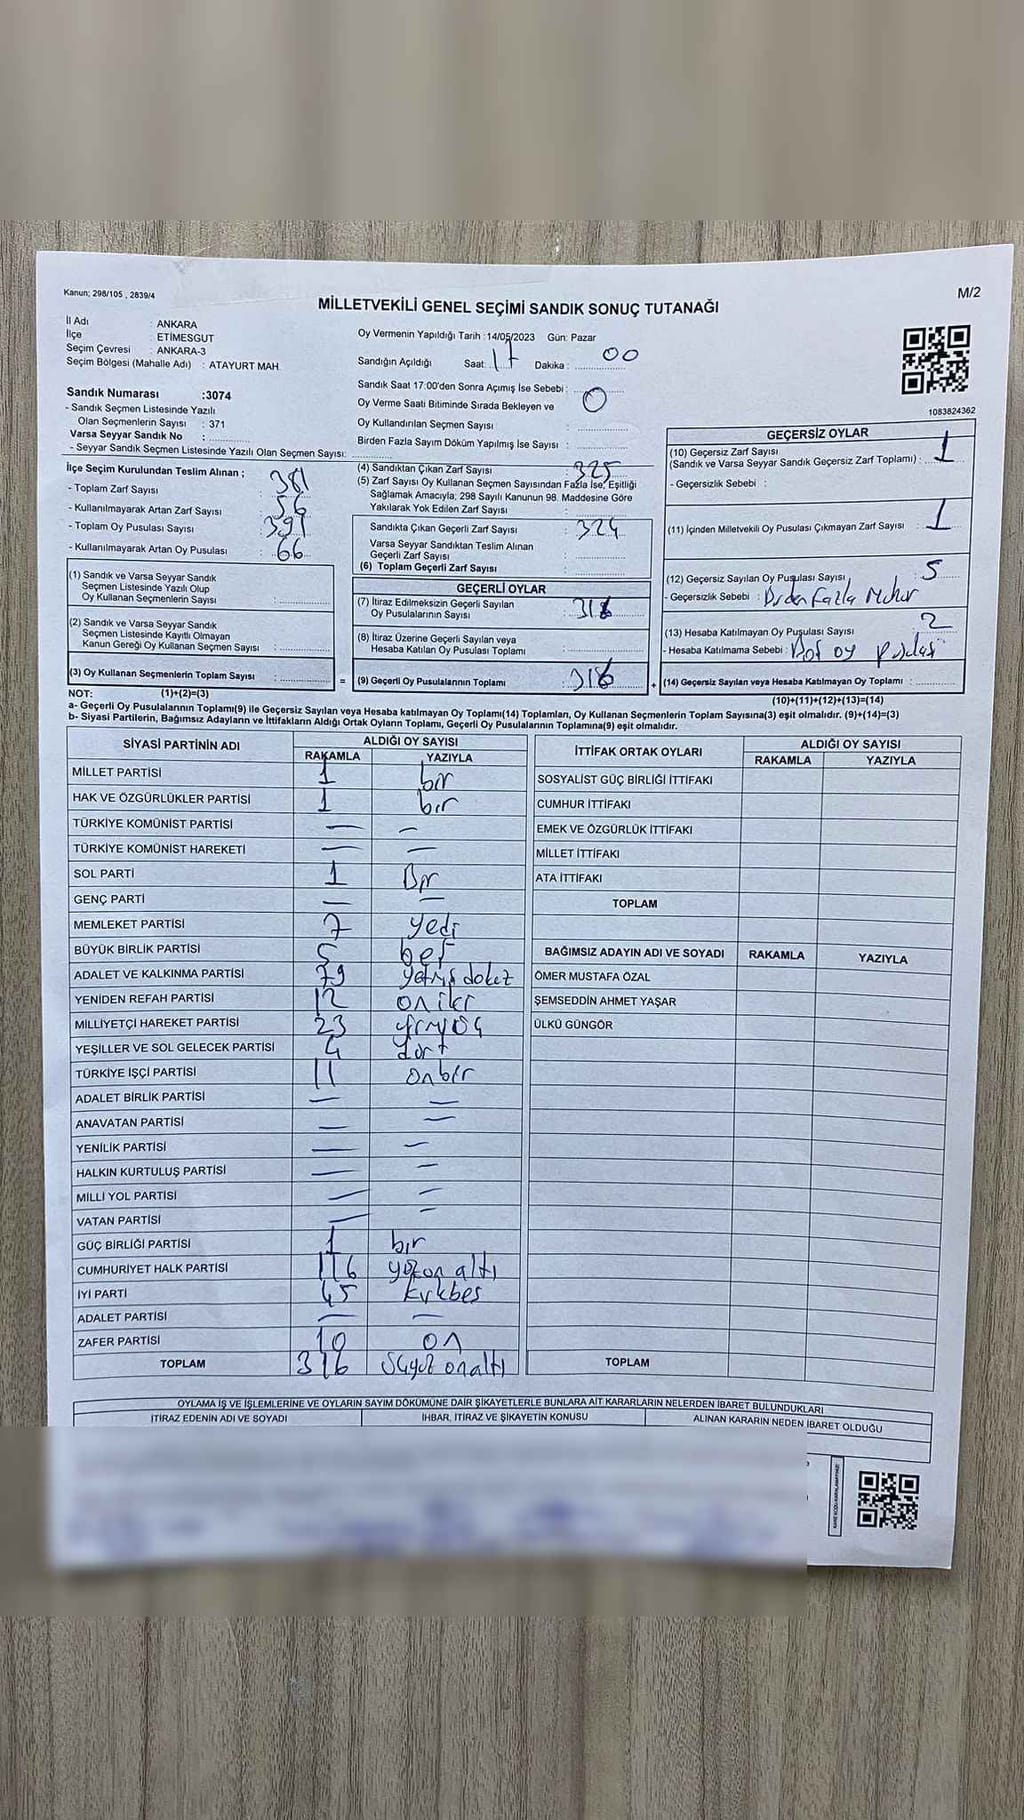 Kanun; 298/105 , 2839/4
M/2
MİLLETVEKİLİ GENEL SEÇİMİ SANDIK SONUÇ TUTANAĞI
İl Adı : ANKARA
İlçe : ETİMESGUT
Seçim Çevresi : ANKARA-3
Seçim Bölgesi (Mahalle Adı) : ATAYURT MAH.
Sandık Numarası :3074
- Sandık Seçmen Listesinde Yazılı
Olan Seçmenlerin Sayısı : 371
Varsa Seyyar Sandık No :
- Seyyar Sandık Seçmen Listesinde Yazılı Olan Seçmen Sayısı:
Oy Vermenin Yapıldığı Tarih : 14/05/2023 Gün: Pazar
Sandığın Açıldığı Saat: 17 Dakika : 00
Sandık Saat 17:00'den Sonra Açımış İse Sebebi :
Oy Verme Saati Bitiminde Sırada Bekleyen ve 0
Oy Kullandırılan Seçmen Sayısı :
Birden Fazla Sayım Döküm Yapılmış İse Sayısı :
1083824362
İlçe Seçim Kurulundan Teslim Alınan ;
- Toplam Zarf Sayısı : 381
- Kullanılmayarak Artan Zarf Sayısı : 56
- Toplam Oy Pusulası Sayısı : 391
- Kullanılmayarak Artan Oy Pusulası : 66
(1) Sandık ve Varsa Seyyar Sandık
Seçmen Listesinde Yazılı Olup
Oy Kullanan Seçmenlerin Sayısı :
(2) Sandık ve Varsa Seyyar Sandık
Seçmen Listesinde Kayıtlı Olmayan
Kanun Gereği Oy Kullanan Seçmen Sayısı :
(3) Oy Kullanan Seçmenlerin Toplam Sayısı : =
(4) Sandıktan Çıkan Zarf Sayısı : 325
(5) Zarf Sayısı Oy Kullanan Seçmen Sayısından Fazla İse, Eşitliği
Sağlamak Amacıyla; 298 Sayılı Kanunun 98. Maddesine Göre
Yakılarak Yok Edilen Zarf Sayısı :
Sandıkta Çıkan Geçerli Zarf Sayısı : 324
Varsa Seyyar Sandıktan Teslim Alınan
Geçerli Zarf Sayısı :
(6) Toplam Geçerli Zarf Sayısı :
GEÇERLİ OYLAR
(7) İtiraz Edilmeksizin Geçerli Sayılan
Oy Pusulalarının Sayısı : 316
(8) İtiraz Üzerine Geçerli Sayılan veya
Hesaba Katılan Oy Pusulası Toplamı :
(9) Geçerli Oy Pusulalarının Toplamı : 316 +
GEÇERSİZ OYLAR
(10) Geçersiz Zarf Sayısı
(Sandık ve Varsa Seyyar Sandık Geçersiz Zarf Toplamı) : 1
- Geçersizlik Sebebi :
(11) İçinden Milletvekili Oy Pusulası Çıkmayan Zarf Sayısı : 1
(12) Geçersiz Sayılan Oy Pusulası Sayısı : 5
- Geçersizlik Sebebi : Birden Fazla Mühür
(13) Hesaba Katılmayan Oy Pusulası Sayısı : 2
- Hesaba Katılmama Sebebi : Boş oy pusulası
(14) Geçersiz Sayılan veya Hesaba Katılmayan Oy Toplamı :
NOT: (1)+(2)=(3)
(10)+(11)+(12)+(13)=(14)
a- Geçerli Oy Pusulalarının Toplamı(9) ile Geçersiz Sayılan veya Hesaba katılmayan Oy Toplamı(14) Toplamları, Oy Kullanan Seçmenlerin Toplam Sayısına(3) eşit olmalıdır. (9)+(14)=(3)
b- Siyasi Partilerin, Bağımsız Adayların ve İttifakların Aldığı Ortak Oyların Toplamı, Geçerli Oy Pusulalarının Toplamına(9) eşit olmalıdır.
SİYASİ PARTİNİN ADI ALDIĞI OY SAYISI
RAKAMLA YAZIYLA
MİLLET PARTİSİ 1 bir
HAK VE ÖZGÜRLÜKLER PARTİSİ 1 bir
TÜRKİYE KOMÜNİST PARTİSİ — —
TÜRKİYE KOMÜNİST HAREKETİ — —
SOL PARTİ 1 Bir
GENÇ PARTİ — —
MEMLEKET PARTİSİ 7 yedi
BÜYÜK BİRLİK PARTİSİ 5 beş
ADALET VE KALKINMA PARTİSİ 79 yetmiş dokuz
YENİDEN REFAH PARTİSİ 12 on iki
MİLLİYETÇİ HAREKET PARTİSİ 23 yirmi üç
YEŞİLLER VE SOL GELECEK PARTİSİ 4 dört
TÜRKİYE İŞÇİ PARTİSİ 11 onbir
ADALET BİRLİK PARTİSİ — —
ANAVATAN PARTİSİ — —
YENİLİK PARTİSİ — —
HALKIN KURTULUŞ PARTİSİ — —
MİLLİ YOL PARTİSİ — —
VATAN PARTİSİ — —
GÜÇ BİRLİĞİ PARTİSİ 1 bir
CUMHURİYET HALK PARTİSİ 116 yüz on altı
İYİ PARTİ 45 kırkbeş
ADALET PARTİSİ — —
ZAFER PARTİSİ 10 on
TOPLAM 316 üçyüz onaltı
İTTİFAK ORTAK OYLARI ALDIĞI OY SAYISI
RAKAMLA YAZIYLA
SOSYALİST GÜÇ BİRLİĞİ İTTİFAKI
CUMHUR İTTİFAKI
EMEK VE ÖZGÜRLÜK İTTİFAKI
MİLLET İTTİFAKI
ATA İTTİFAKI
TOPLAM
BAĞIMSIZ ADAYIN ADI VE SOYADI RAKAMLA YAZIYLA
ÖMER MUSTAFA ÖZAL
ŞEMSEDDİN AHMET YAŞAR
ÜLKÜ GÜNGÖR
TOPLAM
OYLAMA İŞ VE İŞLEMLERİNE VE OYLARIN SAYIM DÖKÜMÜNE DAİR ŞİKAYETLERLE BUNLARA AİT KARARLARIN NELERDEN İBARET BULUNDUKLARI
İTİRAZ EDENİN ADI VE SOYADI İHBAR, İTİRAZ VE ŞİKAYETİN KONUSU ALINAN KARARIN NEDEN İBARET OLDUĞU